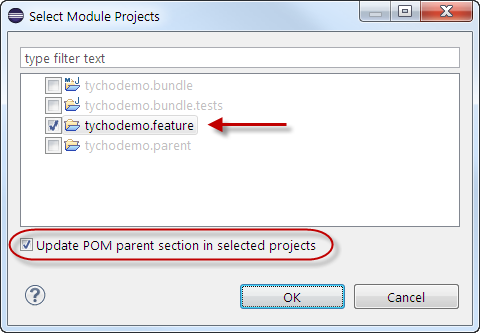 Select Module Projects
type filter text
tychodemo.bundle
tychodemo.bundle.tests
tychodemo.feature
tychodemo.parent
Update POM parent section in selected projects
?
OK
Cancel